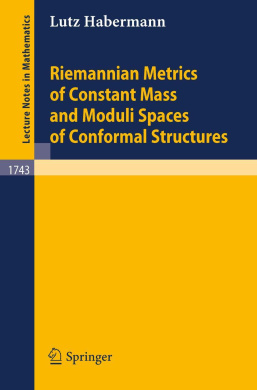 Lutz Habermann
Lecture Notes in Mathematics
Riemannian Metrics
of Constant Mass
and Moduli Spaces
of Conformal Structures
1743
Springer